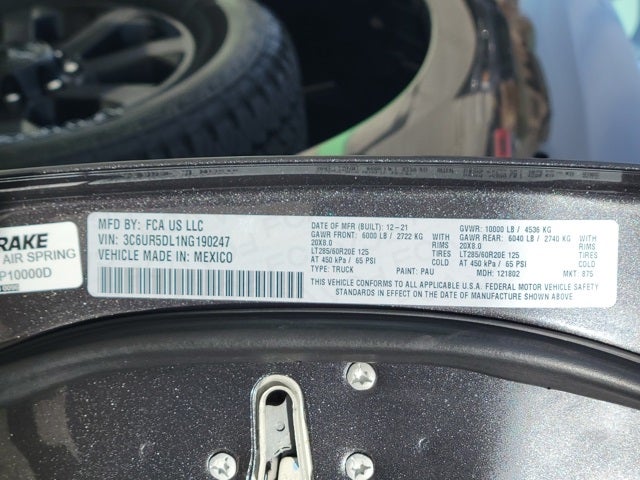 RAKE
AIR SPRING
P10000D
MFD BY: FCA US LLC
VIN: 3C6UR5DL1NG190247
VEHICLE MADE IN: MEXICO
DATE OF MFR (BUILT): 12-21 GVWR: 10000 LB / 4536 KG
GAWR FRONT: 6000 LB / 2722 KG GAWR REAR: 6040 LB / 2740 KG
20X8.0 RIMS 20X8.0 RIMS
LT285/60R20E 125 TIRES LT285/60R20E 125 TIRES
AT 450 kPa / 65 PSI COLD AT 450 kPa / 65 PSI COLD
TYPE: TRUCK PAINT: PAU MDH: 121802 MKT: 875
THIS VEHICLE CONFORMS TO ALL APPLICABLE U.S.A. FEDERAL MOTOR VEHICLE SAFETY
STANDARDS IN EFFECT ON THE DATE OF MANUFACTURE SHOWN ABOVE